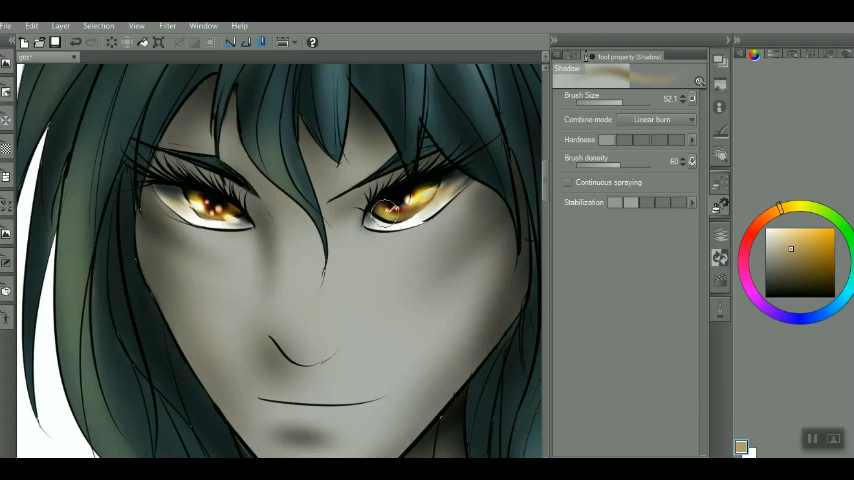 File Edit Layer Selection View Filter Window Help
Tool property [Shadow]
Shadow
Brush Size 52.1
Combine mode Linear burn
Hardness
Brush density 60
Continuous spraying
Stabilization